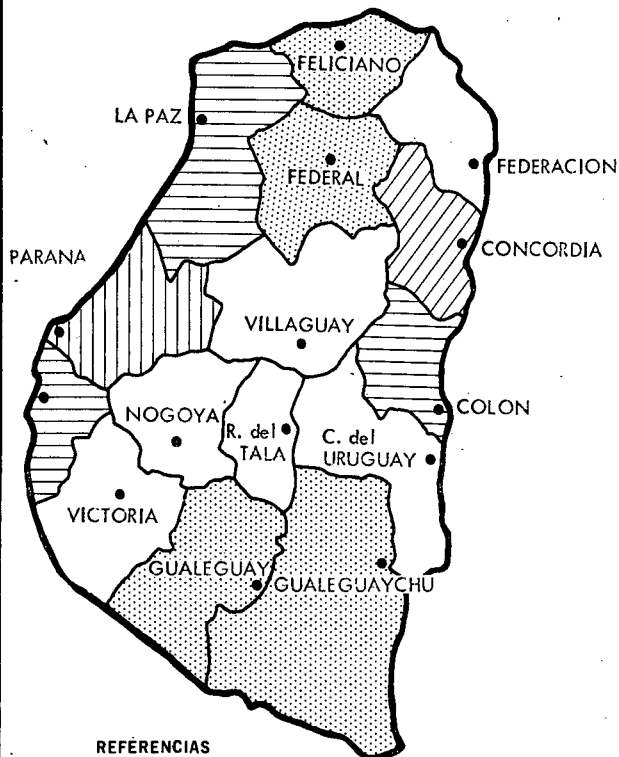 FELICIANO
LA PAZ
FEDERAL
FEDERACION
CONCORDIA
PARANA
VILLAGUAY
COLON
NOGOYA
R. del
TALA
C. del
URUGUAY
VICTORIA
GUALEGUAY
GUALEGUAYCHU
REFERENCIAS